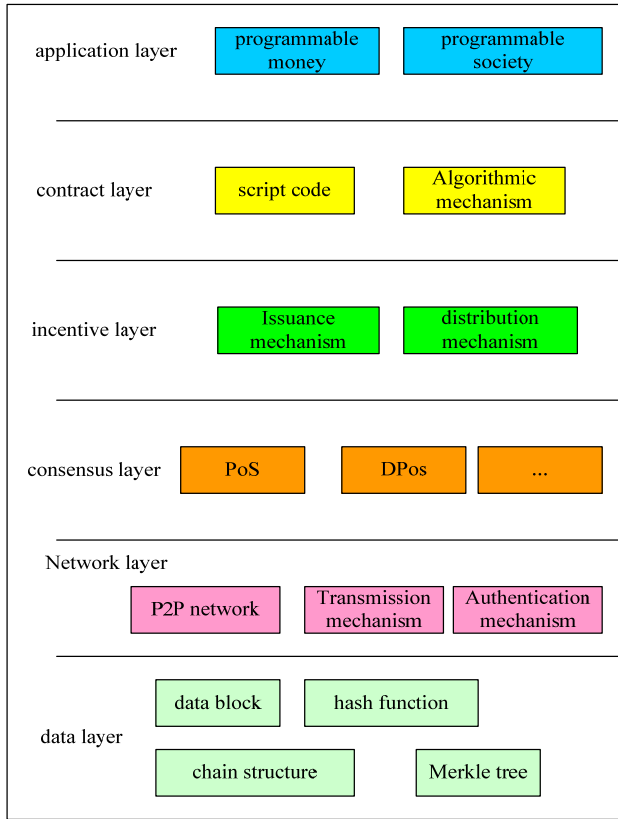 application layer
programmable
money
programmable
society
contract layer
script code
Algorithmic
mechanism
incentive layer
Issuance
mechanism
distribution
mechanism
consensus layer
PoS
DPos
...
Network layer
P2P network
Transmission
mechanism
Authentication
mechanism
data layer
data block
hash function
chain structure
Merkle tree